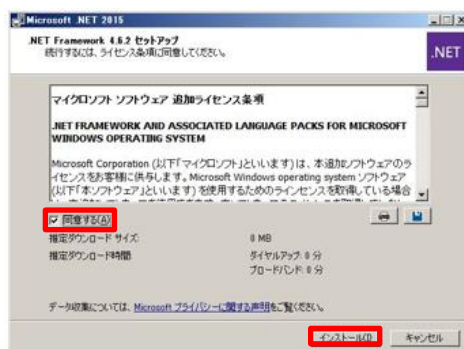 Microsoft .NET 2015
.NET Framework 4.6.2 セットアップ
続行するには、ライセンス条項に同意してください。
.NET
マイクロソフト ソフトウェア 追加ライセンス条項
.NET FRAMEWORK AND ASSOCIATED LANGUAGE PACKS FOR MICROSOFT
WINDOWS OPERATING SYSTEM
Microsoft Corporation (以下「マイクロソフト」といいます) は、本追加ソフトウェアのラ
イセンスをお客様に供与します。Microsoft Windows operating system ソフトウェア
(以下「本ソフトウェア」といいます) を使用するためのライセンスを取得している場合
同意する(A)
推定ダウンロード サイズ: 0 MB
推定ダウンロード時間: ダイヤルアップ: 0 分
ブロードバンド: 0 分
データ収集については、Microsoft プライバシーに関する声明をご覧ください。
インストール(I) キャンセル